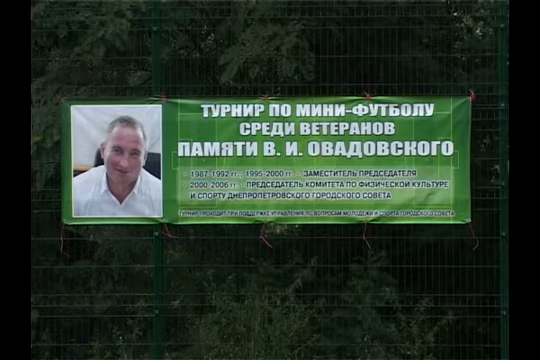 ТУРНИР ПО МИНИ-ФУТБОЛУ
СРЕДИ ВЕТЕРАНОВ
ПАМЯТИ В. И. ОВАДОВСКОГО
1987-1992 гг., 1995-2000 гг. - ЗАМЕСТИТЕЛЬ ПРЕДСЕДАТЕЛЯ
2000-2006 гг. - ПРЕДСЕДАТЕЛЬ КОМИТЕТА ПО ФИЗИЧЕСКОЙ КУЛЬТУРЕ
И СПОРТУ ДНЕПРОПЕТРОВСКОГО ГОРОДСКОГО СОВЕТА
ТУРНИР ПРОХОДИТ ПРИ ПОДДЕРЖКЕ УПРАВЛЕНИЯ ПО ВОПРОСАМ МОЛОДЕЖИ И СПОРТА ГОРОДСКОГО СОВЕТА